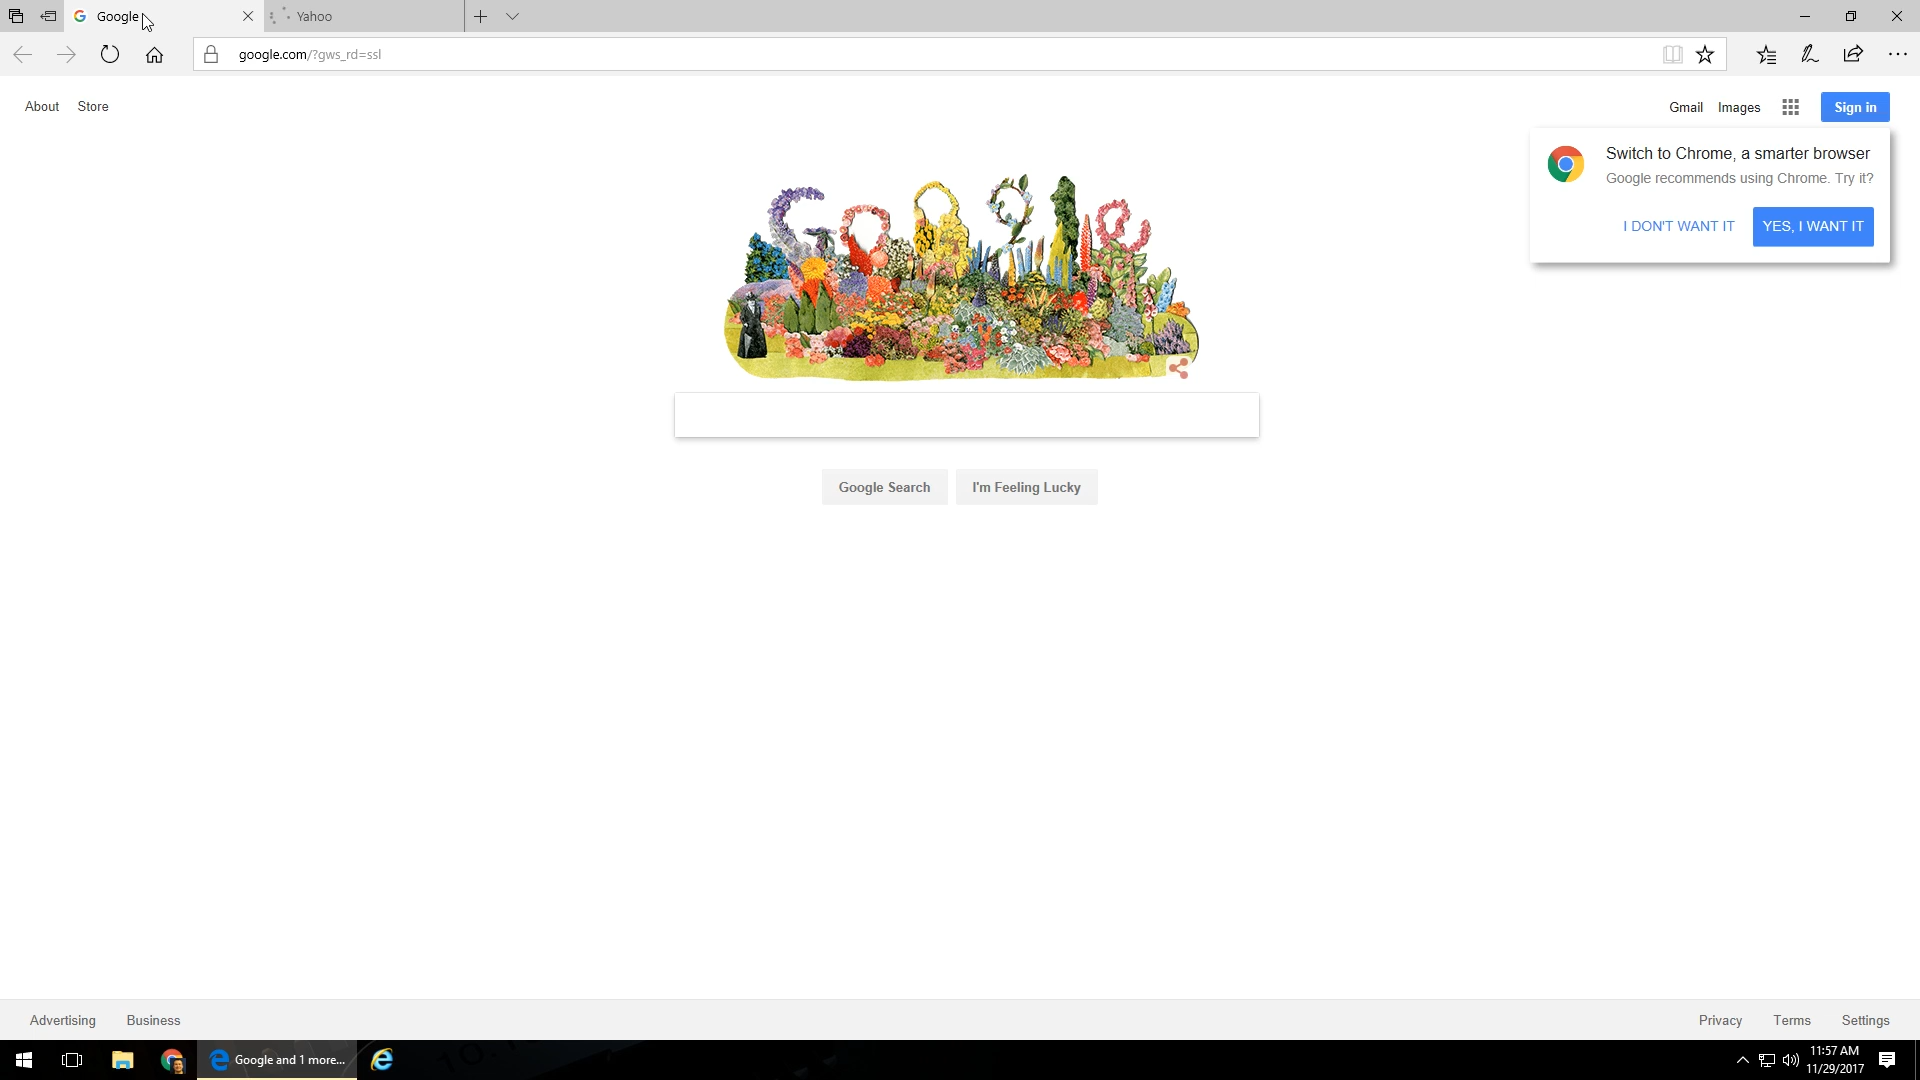 Google
Yahoo
google.com/?gws_rd=ssl
About Store
Gmail Images Sign in
Switch to Chrome, a smarter browser
Google recommends using Chrome. Try it?
I DON'T WANT IT YES, I WANT IT
Google
Google Search I'm Feeling Lucky
Advertising Business
Privacy Terms Settings
Google and 1 more...
11:57 AM
11/29/2017